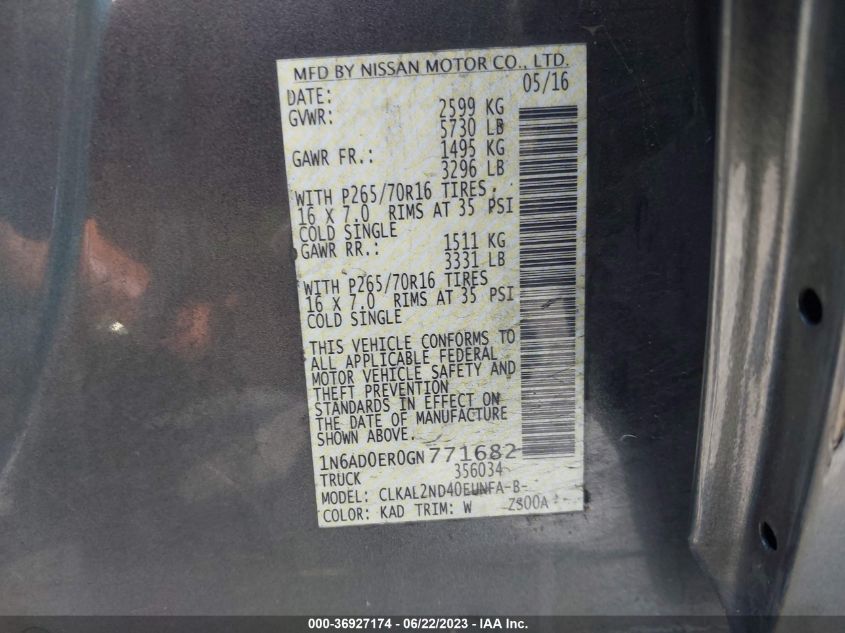 MFD BY NISSAN MOTOR CO., LTD.
DATE: 05/16
GVWR: 2599 KG
5730 LB
GAWR FR.: 1495 KG
3296 LB
WITH P265/70R16 TIRES,
16 X 7.0 RIMS AT 35 PSI
COLD SINGLE
GAWR RR.: 1511 KG
3331 LB
WITH P265/70R16 TIRES
16 X 7.0 RIMS AT 35 PSI
COLD SINGLE
THIS VEHICLE CONFORMS TO
ALL APPLICABLE FEDERAL
MOTOR VEHICLE SAFETY AND
THEFT PREVENTION
STANDARDS IN EFFECT ON
THE DATE OF MANUFACTURE
SHOWN ABOVE.
1N6AD0ER0GN771682
TRUCK 356034
MODEL: CLKAL2ND40EUNFA-B-
COLOR: KAD TRIM: W Z300A
000-36927174 - 06/22/2023 - Copyright IAA, LLC.